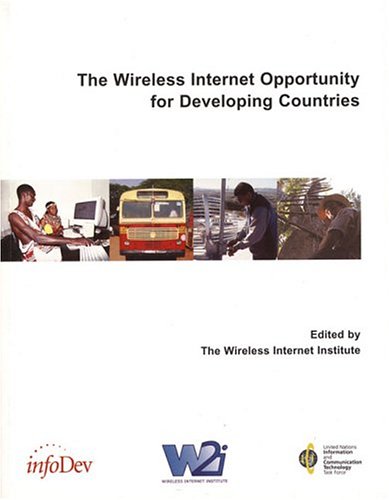 The Wireless Internet Opportunity
for Developing Countries
Edited by
The Wireless Internet Institute
infoDev
W2i
WIRELESS INTERNET INSTITUTE
United Nations
Information
and
Communication
Technology
Task Force